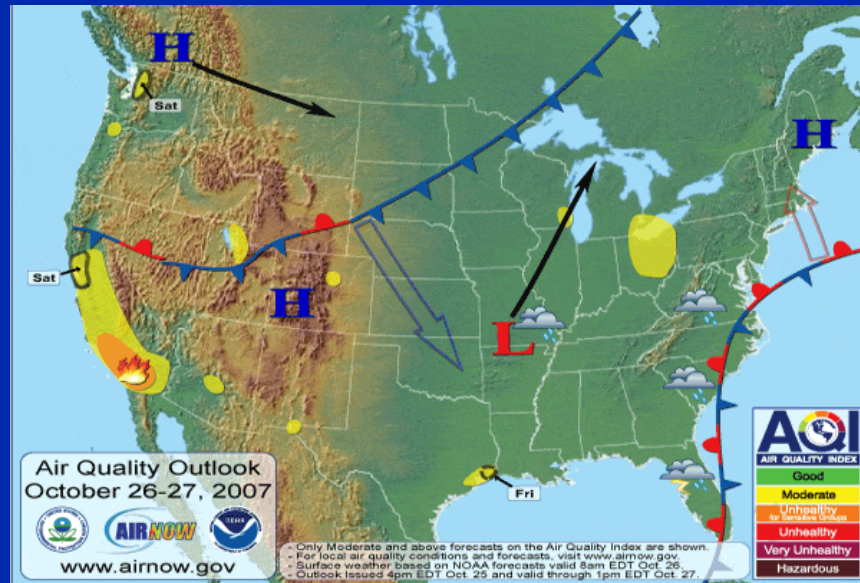 H
Sat
H
Sat
H
L
Fri
Air Quality Outlook
October 26-27, 2007
AIRNOW
www.airnow.gov
- Only Moderate and above forecasts on the Air Quality Index are shown.
- For local air quality conditions and forecasts, visit www.airnow.gov.
- Surface weather based on NOAA forecasts valid 8am EDT Oct. 26.
- Outlook Issued 4pm EDT Oct. 25 and valid through 1pm EDT Oct. 27.
AQI
AIR QUALITY INDEX
Good
Moderate
Unhealthy
for Sensitive Groups
Unhealthy
Very Unhealthy
Hazardous